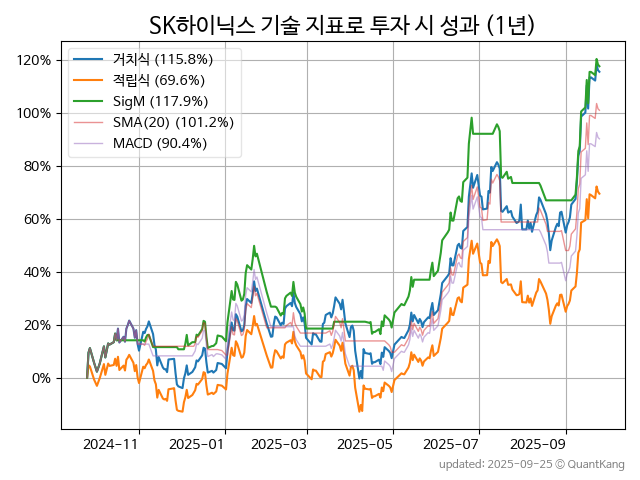 SK하이닉스 기술 지표로 투자 시 성과 (1년)
거치식 (115.8%)
적립식 (69.6%)
SigM (117.9%)
SMA(20) (101.2%)
MACD (90.4%)
120%
100%
80%
60%
40%
20%
0%
2024-11 2025-01 2025-03 2025-05 2025-07 2025-09
updated: 2025-09-25 © QuantKang